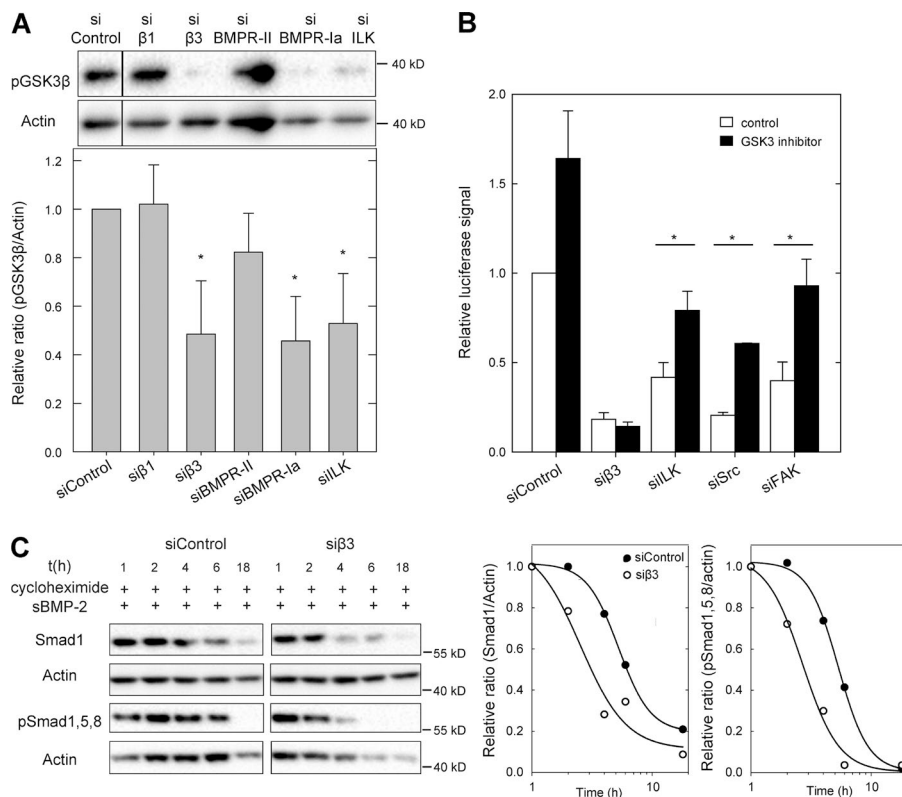 A
si si si si si si
Control β1 β3 BMPR-II BMPR-Ia ILK
pGSK3β
40 kD
Actin
40 kD
Relative ratio (pGSK3β/Actin)
1.2
1.0
0.8
0.6
0.4
0.2
0.0
* * *
siControl siβ1 siβ3 siBMPR-II siBMPR-Ia siILK
B
Relative luciferase signal
2.0
1.5
1.0
0.5
0.0
control
GSK3 inhibitor
* * *
siControl siβ3 siILK siSrc siFAK
C
siControl siβ3
t(h) 1 2 4 6 18 1 2 4 6 18
cycloheximide + + + + + + + + + +
sBMP-2 + + + + + + + + + +
Smad1
55 kD
Actin
40 kD
pSmad1,5,8
55 kD
Actin
40 kD
Relative ratio (Smad1/Actin)
1.0
0.8
0.6
0.4
0.2
0.0
siControl
siβ3
1 10
Time (h)
Relative ratio (pSmad1,5,8/actin)
1.0
0.8
0.6
0.4
0.2
0.0
1 10
Time (h)